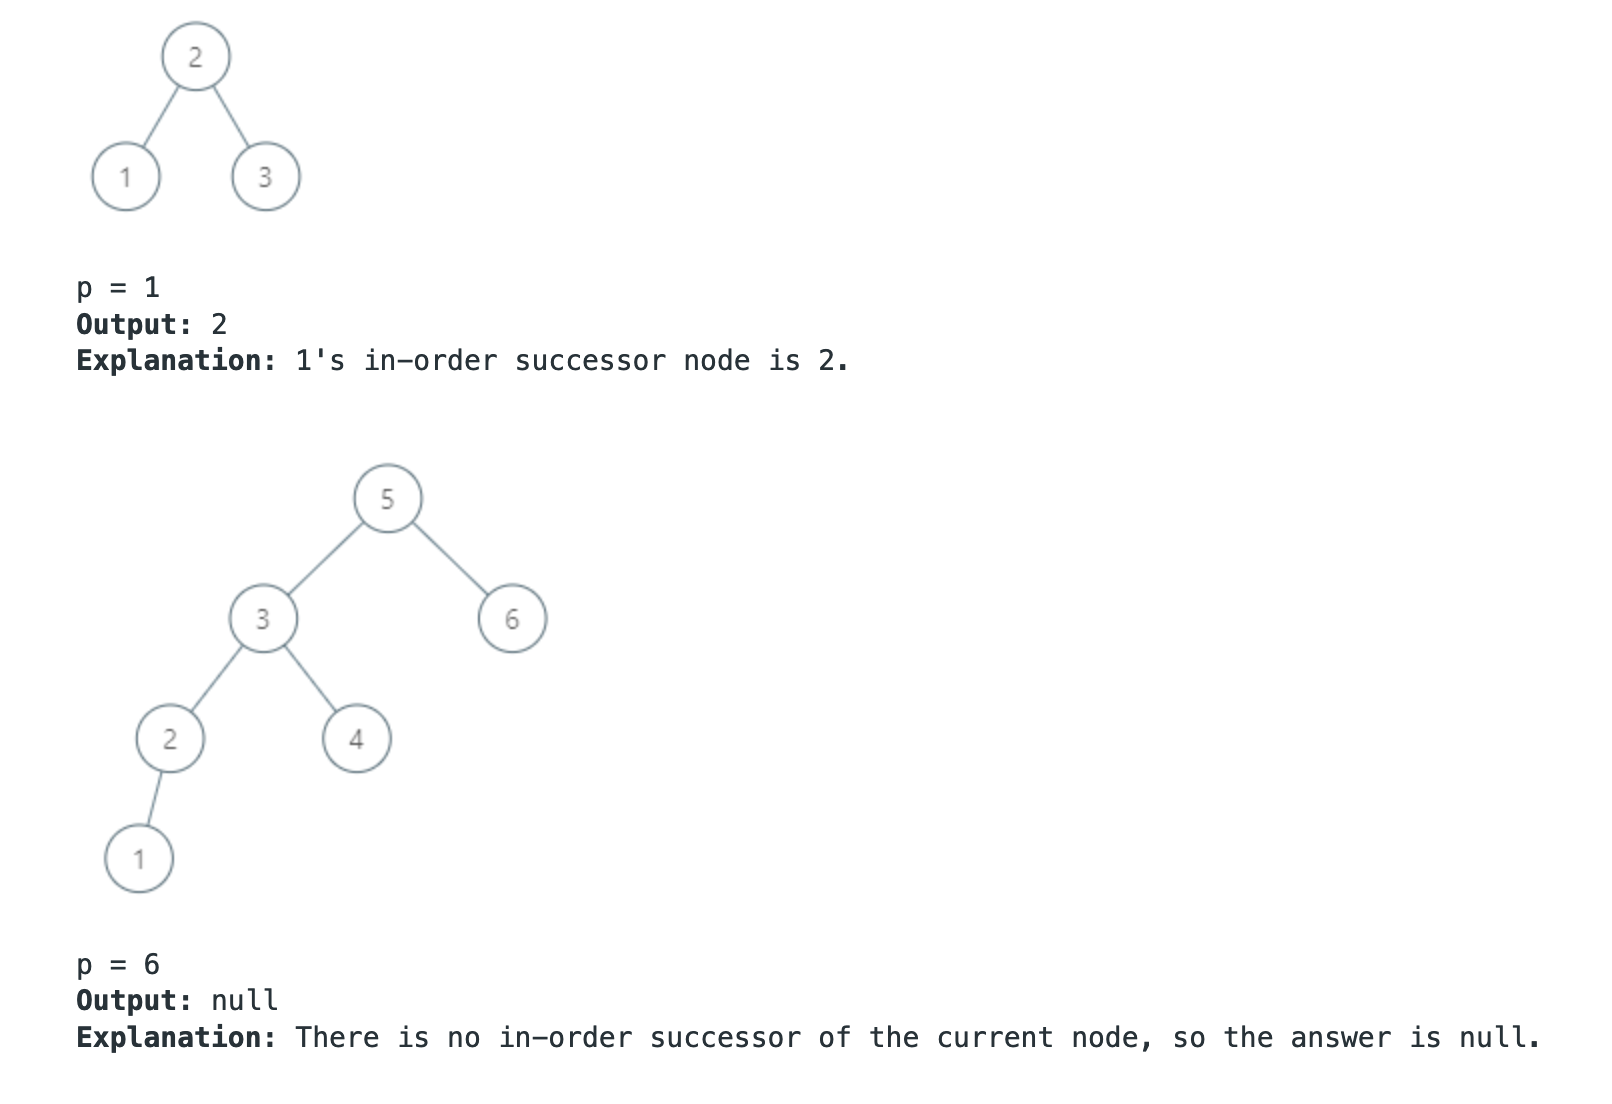 2
1 3
p = 1
Output: 2
Explanation: 1's in-order successor node is 2.
5
3 6
2 4
1
p = 6
Output: null
Explanation: There is no in-order successor of the current node, so the answer is null.